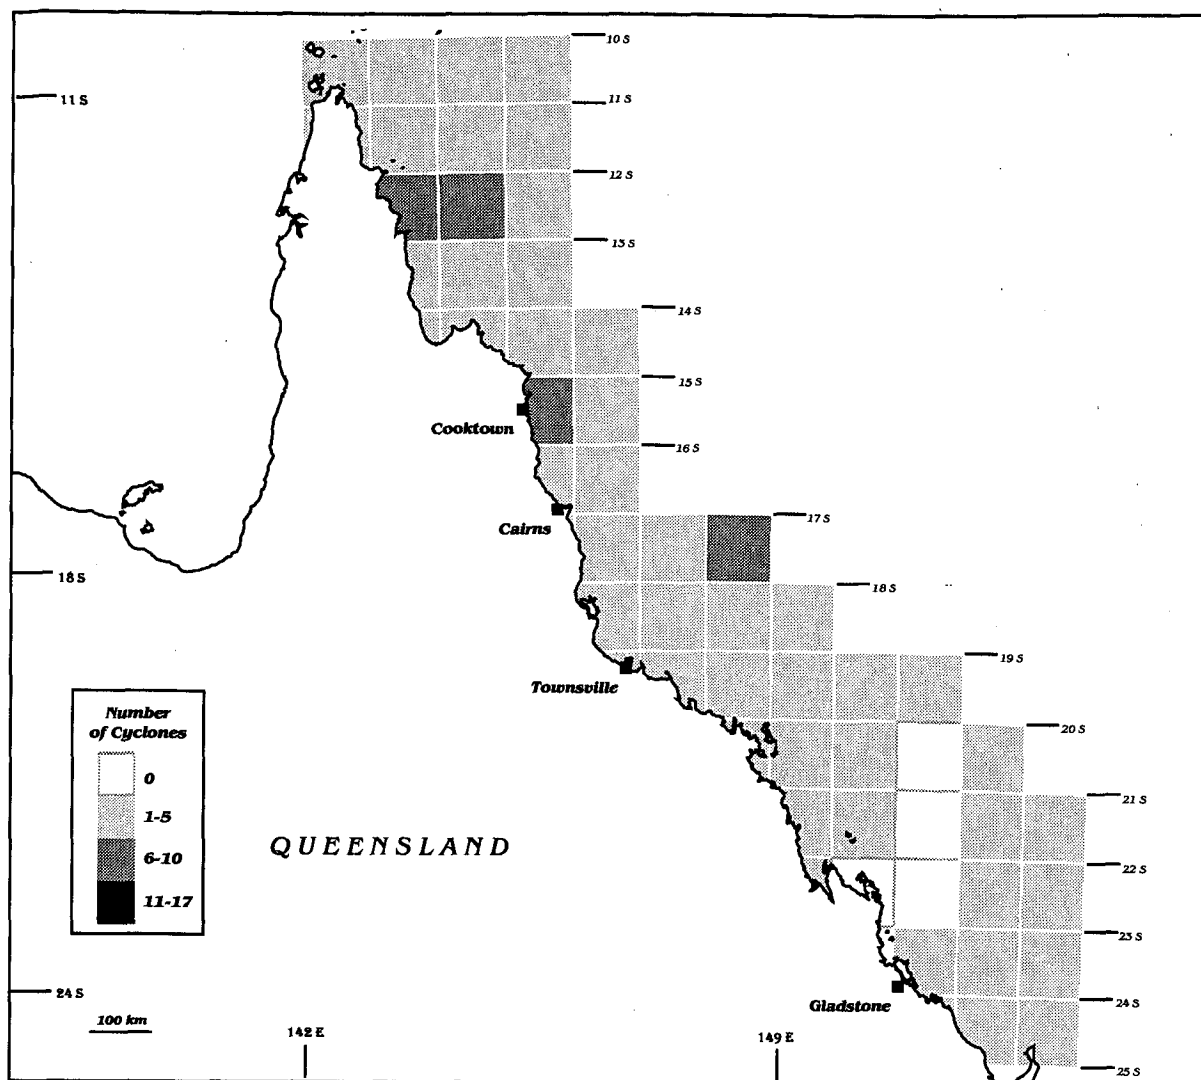 10 S
11 S
11 S
12 S
13 S
14 S
15 S
Cooktown
16 S
Cairns
17 S
18 S
18 S
19 S
Townsville
Number
of Cyclones
0
1-5
6-10
11-17
20 S
21 S
QUEENSLAND
22 S
23 S
24 S
24 S
Gladstone
100 km
142 E
149 E
25 S